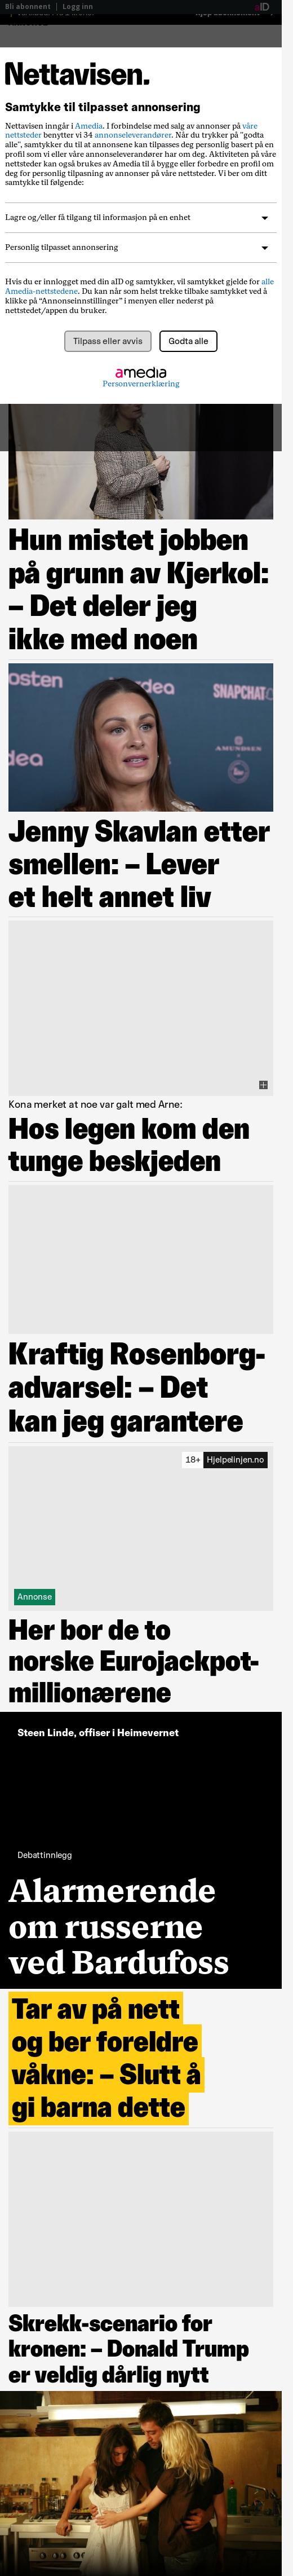 Bli abonnent | Logg inn
aID
Nettavisen.
Samtykke til tilpasset annonsering
Nettavisen inngår i Amedia. I forbindelse med salg av annonser på våre
nettsteder benytter vi 34 annonseleverandører. Når du trykker på "godta
alle", samtykker du til at annonsene kan tilpasses deg personlig basert på en
profil som vi eller våre annonseleverandører har om deg. Aktiviteten på våre
nettsteder kan også brukes av Amedia til å bygge eller forbedre en profil om
deg for personlig tilpasning av annonser på våre nettsteder. Vi ber om ditt
samtykke til følgende:
Lagre og/eller få tilgang til informasjon på en enhet
Personlig tilpasset annonsering
Hvis du er innlogget med din aID og samtykker, vil samtykket gjelde for alle
Amedia-nettstedene. Du kan når som helst trekke tilbake samtykket ved å
klikke på “Annonseinnstillinger” i menyen eller nederst på
nettstedet/appen du bruker.
Tilpass eller avvis
Godta alle
amedia
Personvernerklæring
Hun mistet jobben
på grunn av Kjerkol:
– Det deler jeg
ikke med noen
SNAPCHAT
AMUNDSEN
Jenny Skavlan etter
smellen: – Lever
et helt annet liv
Kona merket at noe var galt med Arne:
Hos legen kom den
tunge beskjeden
Kraftig Rosenborg-
advarsel: – Det
kan jeg garantere
18+ Hjelpelinjen.no
Annonse
Her bor de to
norske Eurojackpot-
millionærene
Steen Linde, offiser i Heimevernet
Debattinnlegg
Alarmerende
om russerne
ved Bardufoss
Tar av på nett
og ber foreldre
våkne: – Slutt å
gi barna dette
Skrekk-scenario for
kronen: – Donald Trump
er veldig dårlig nytt